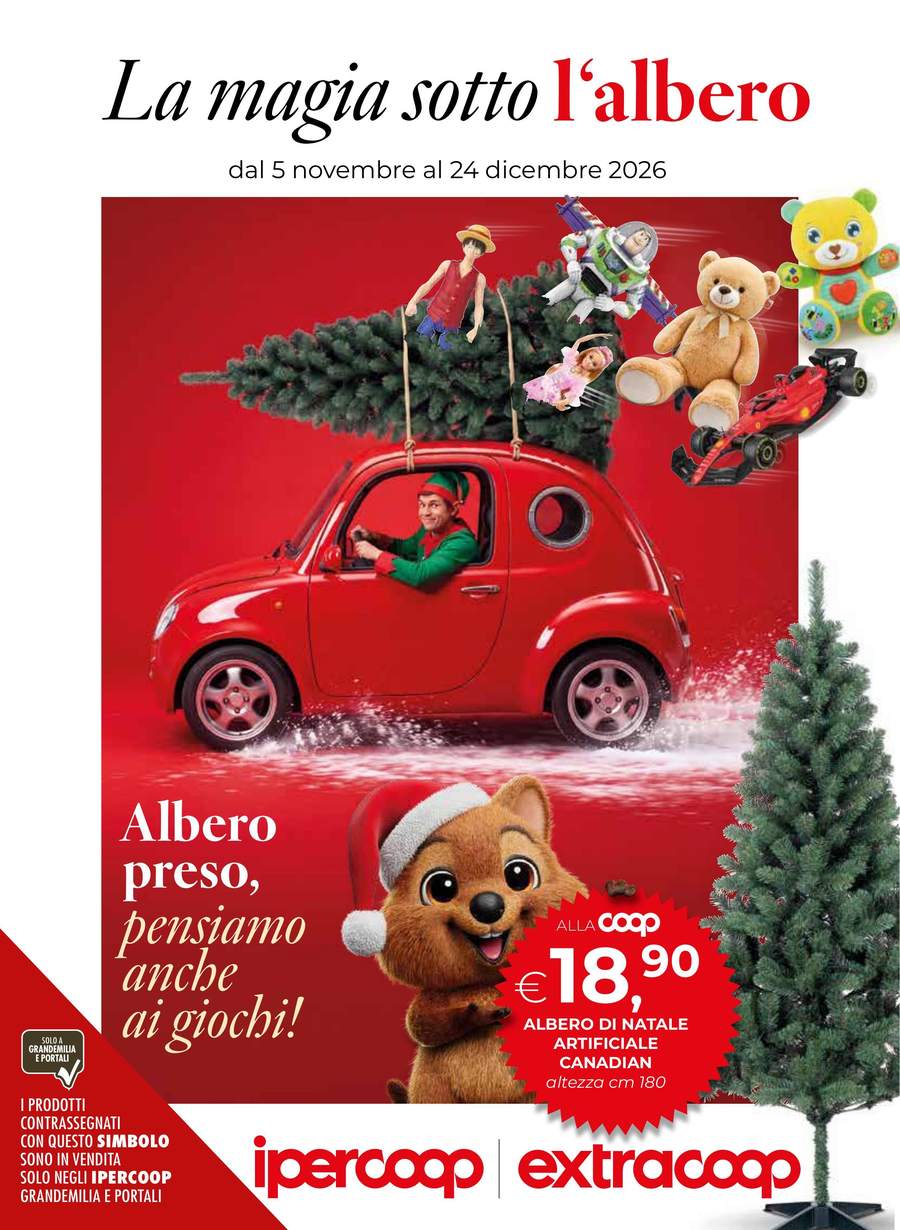 La magia sotto l‘albero
dal 5 novembre al 24 dicembre 2026
Albero
preso,
pensiamo
anche
ai giochi!
ALLA coop
€18,90
ALBERO DI NATALE
ARTIFICIALE
CANADIAN
altezza cm 180
SOLO A
GRANDEMILIA
E PORTALI
I PRODOTTI
CONTRASSEGNATI
CON QUESTO SIMBOLO
SONO IN VENDITA
SOLO NEGLI IPERCOOP
GRANDEMILIA E PORTALI
ipercoop | extracoop